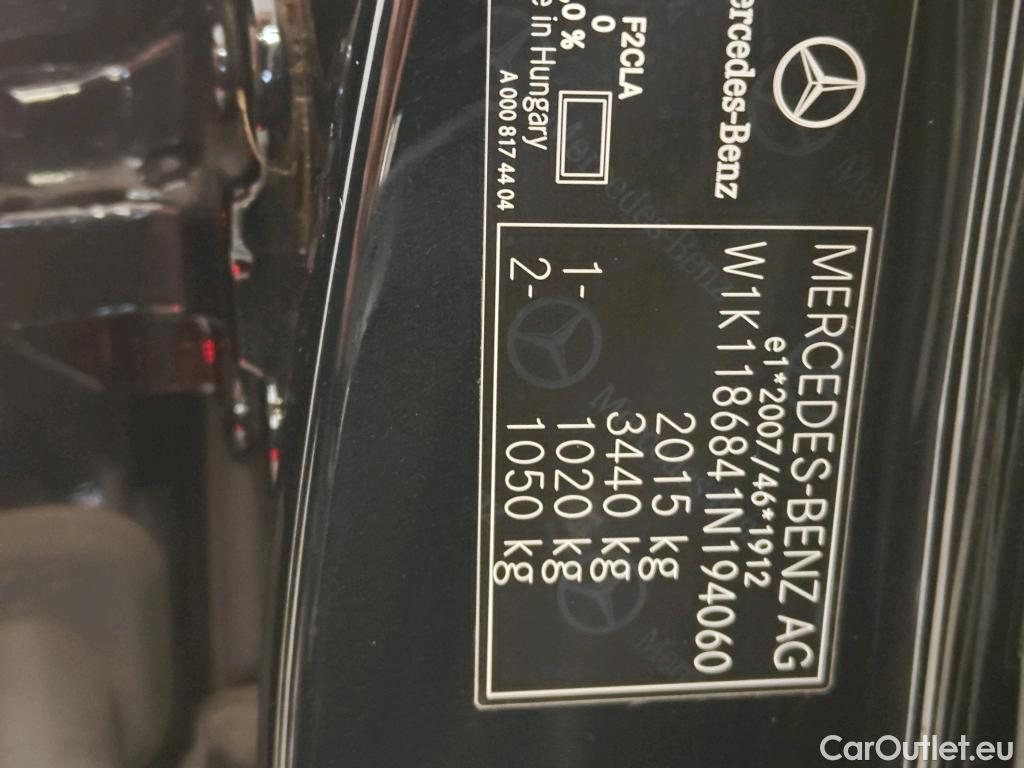 MERCEDES-BENZ AG
e1*2007/46*1912
W1K1186841N194060
2015 kg
3440 kg
1- 1020 kg
2- 1050 kg
Mercedes-Benz
F2CLA
0
,0 %
in Hungary
A 000 817 44 04
CarOutlet.eu